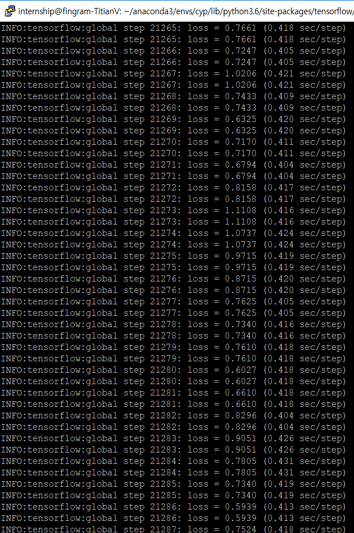 internship@fingram-TitianV: ~/anaconda3/envs/cyp/lib/python3.6/site-packages/tensorflow/
INFO:tensorflow:global step 21265: loss = 0.7661 (0.418 sec/step)
INFO:tensorflow:global step 21265: loss = 0.7661 (0.418 sec/step)
INFO:tensorflow:global step 21266: loss = 0.7247 (0.405 sec/step)
INFO:tensorflow:global step 21266: loss = 0.7247 (0.405 sec/step)
INFO:tensorflow:global step 21267: loss = 1.0206 (0.421 sec/step)
INFO:tensorflow:global step 21267: loss = 1.0206 (0.421 sec/step)
INFO:tensorflow:global step 21268: loss = 0.7433 (0.409 sec/step)
INFO:tensorflow:global step 21268: loss = 0.7433 (0.409 sec/step)
INFO:tensorflow:global step 21269: loss = 0.6325 (0.420 sec/step)
INFO:tensorflow:global step 21269: loss = 0.6325 (0.420 sec/step)
INFO:tensorflow:global step 21270: loss = 0.7170 (0.411 sec/step)
INFO:tensorflow:global step 21270: loss = 0.7170 (0.411 sec/step)
INFO:tensorflow:global step 21271: loss = 0.6794 (0.404 sec/step)
INFO:tensorflow:global step 21271: loss = 0.6794 (0.404 sec/step)
INFO:tensorflow:global step 21272: loss = 0.8158 (0.417 sec/step)
INFO:tensorflow:global step 21272: loss = 0.8158 (0.417 sec/step)
INFO:tensorflow:global step 21273: loss = 1.1108 (0.416 sec/step)
INFO:tensorflow:global step 21273: loss = 1.1108 (0.416 sec/step)
INFO:tensorflow:global step 21274: loss = 1.0737 (0.424 sec/step)
INFO:tensorflow:global step 21274: loss = 1.0737 (0.424 sec/step)
INFO:tensorflow:global step 21275: loss = 0.9715 (0.419 sec/step)
INFO:tensorflow:global step 21275: loss = 0.9715 (0.419 sec/step)
INFO:tensorflow:global step 21276: loss = 0.8715 (0.420 sec/step)
INFO:tensorflow:global step 21276: loss = 0.8715 (0.420 sec/step)
INFO:tensorflow:global step 21277: loss = 0.7625 (0.405 sec/step)
INFO:tensorflow:global step 21277: loss = 0.7625 (0.405 sec/step)
INFO:tensorflow:global step 21278: loss = 0.7340 (0.416 sec/step)
INFO:tensorflow:global step 21278: loss = 0.7340 (0.416 sec/step)
INFO:tensorflow:global step 21279: loss = 0.7610 (0.418 sec/step)
INFO:tensorflow:global step 21279: loss = 0.7610 (0.418 sec/step)
INFO:tensorflow:global step 21280: loss = 0.6027 (0.418 sec/step)
INFO:tensorflow:global step 21280: loss = 0.6027 (0.418 sec/step)
INFO:tensorflow:global step 21281: loss = 0.6610 (0.418 sec/step)
INFO:tensorflow:global step 21281: loss = 0.6610 (0.418 sec/step)
INFO:tensorflow:global step 21282: loss = 0.8296 (0.404 sec/step)
INFO:tensorflow:global step 21282: loss = 0.8296 (0.404 sec/step)
INFO:tensorflow:global step 21283: loss = 0.9051 (0.426 sec/step)
INFO:tensorflow:global step 21283: loss = 0.9051 (0.426 sec/step)
INFO:tensorflow:global step 21284: loss = 0.7805 (0.431 sec/step)
INFO:tensorflow:global step 21284: loss = 0.7805 (0.431 sec/step)
INFO:tensorflow:global step 21285: loss = 0.7340 (0.419 sec/step)
INFO:tensorflow:global step 21285: loss = 0.7340 (0.419 sec/step)
INFO:tensorflow:global step 21286: loss = 0.5939 (0.413 sec/step)
INFO:tensorflow:global step 21286: loss = 0.5939 (0.413 sec/step)
INFO:tensorflow:global step 21287: loss = 0.7524 (0.418 sec/step)